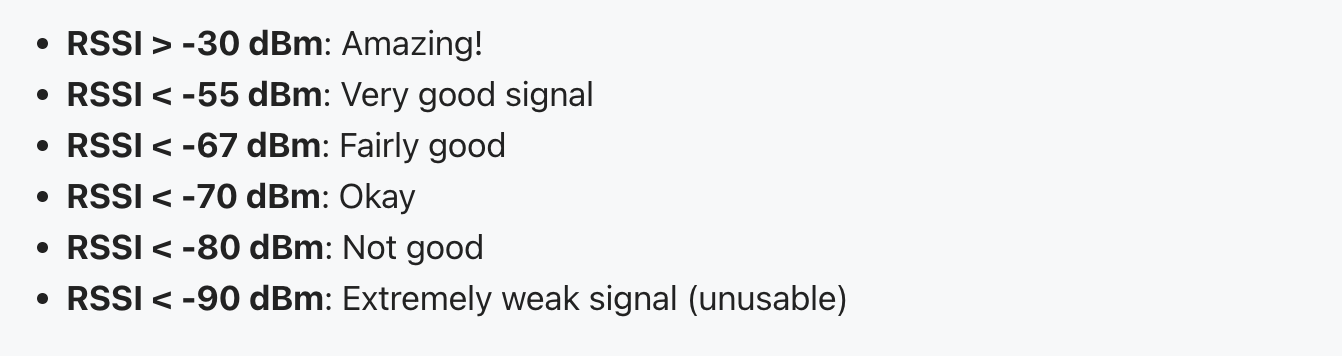 • RSSI > -30 dBm: Amazing!
• RSSI < -55 dBm: Very good signal
• RSSI < -67 dBm: Fairly good
• RSSI < -70 dBm: Okay
• RSSI < -80 dBm: Not good
• RSSI < -90 dBm: Extremely weak signal (unusable)